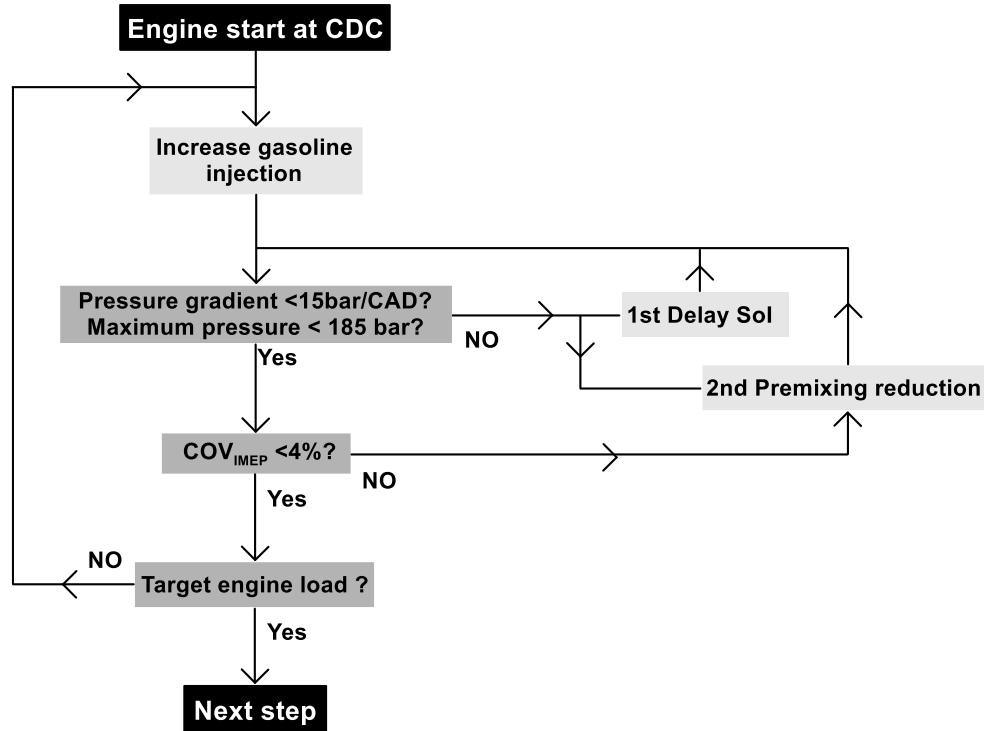 Engine start at CDC
Increase gasoline
injection
Pressure gradient <15bar/CAD?
Maximum pressure < 185 bar?
NO
1st Delay SoI
Yes
2nd Premixing reduction
COVIMEP <4%?
NO
Yes
NO
Target engine load ?
Yes
Next step